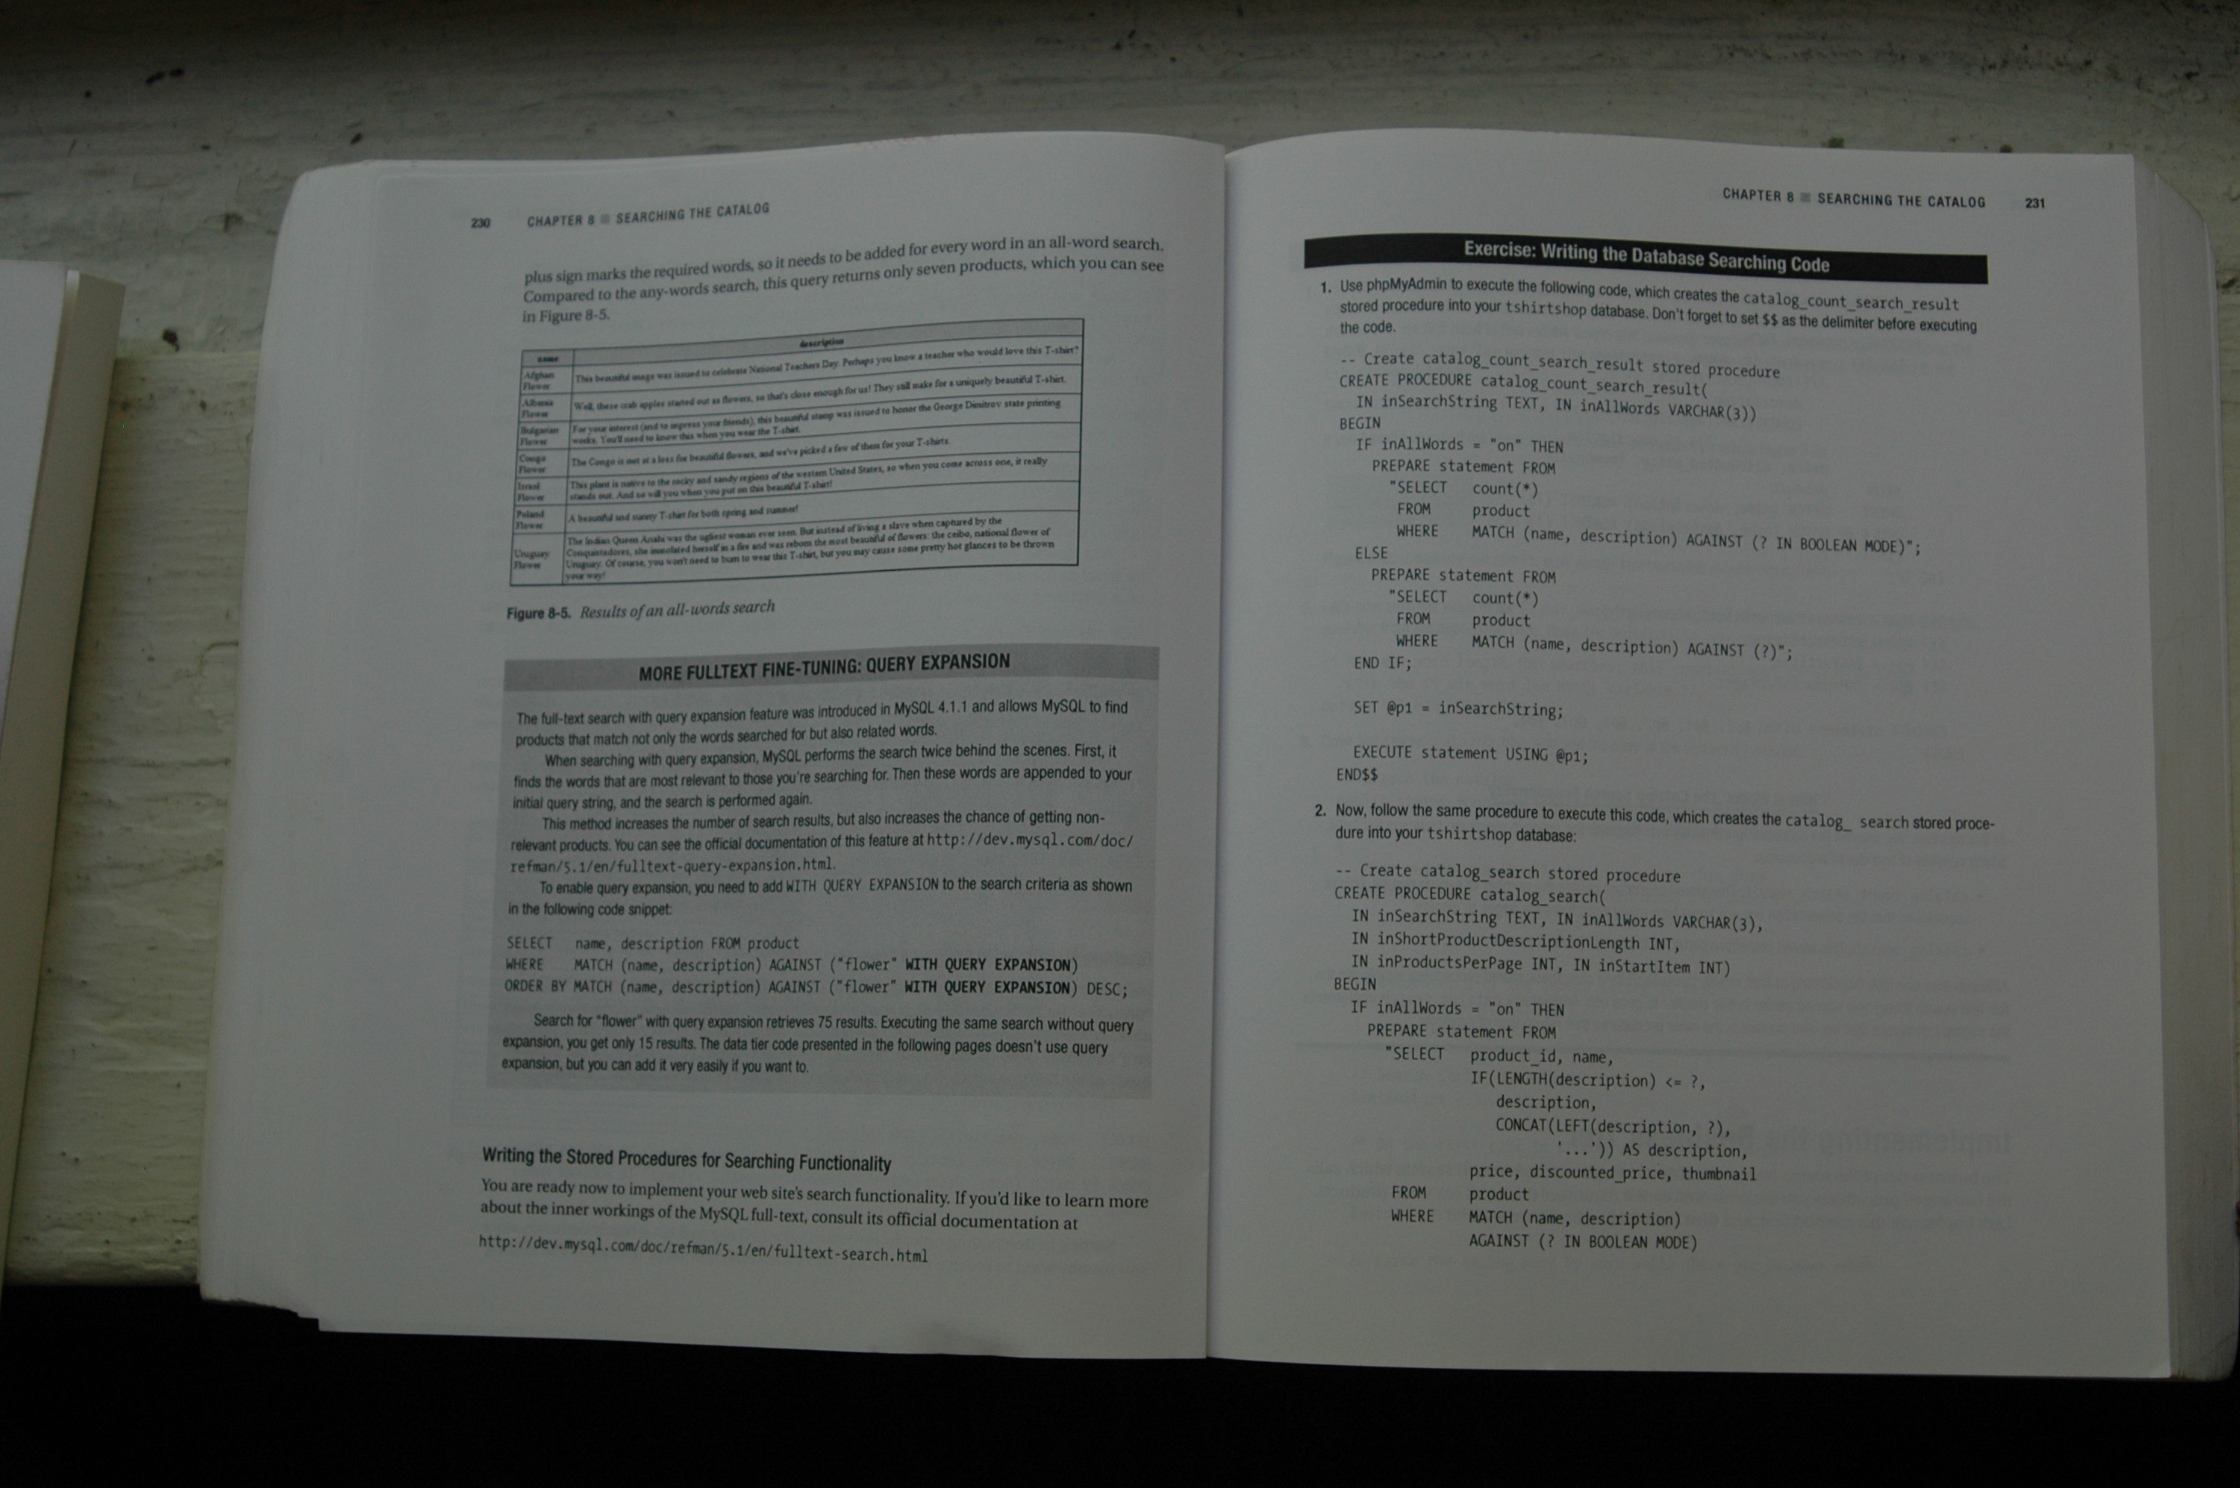 230 CHAPTER 8 ■ SEARCHING THE CATALOG
plus sign marks the required words, so it needs to be added for every word in an all-word search.
Compared to the any-words search, this query returns only seven products, which you can see
in Figure 8-5.
name description
Afghan Flower This beautiful image was issued to celebrate National Teachers Day. Perhaps you know a teacher who would love this T-shirt?
Albania Flower Well, these crab apples started out as flowers, so that's close enough for us! They still make for a uniquely beautiful T-shirt.
Bulgarian Flower For your interest (and to impress your friends), this beautiful stamp was issued to honor the George Dimitrov state printing
works. You'll need to know this when you wear the T-shirt.
Congo Flower The Congo is not at a loss for beautiful flowers, and we've picked a few of them for your T-shirts.
Israel Flower This plant is native to the rocky and sandy regions of the western United States, so when you come across one, it really
stands out. And so will you when you put on this beautiful T-shirt!
Poland Flower A beautiful and sunny T-shirt for both spring and summer!
Uruguay Flower The Indian Queen Anahi was the ugliest woman ever seen. But instead of living a slave when captured by the
Conquistadores, she immolated herself in a fire and was reborn the most beautiful of flowers: the ceibo, national flower of
Uruguay. Of course, you won't need to burn to wear this T-shirt, but you may cause some pretty hot glances to be thrown
your way!
Figure 8-5. Results of an all-words search
MORE FULLTEXT FINE-TUNING: QUERY EXPANSION
The full-text search with query expansion feature was introduced in MySQL 4.1.1 and allows MySQL to find
products that match not only the words searched for but also related words.
When searching with query expansion, MySQL performs the search twice behind the scenes. First, it
finds the words that are most relevant to those you're searching for. Then these words are appended to your
initial query string, and the search is performed again.
This method increases the number of search results, but also increases the chance of getting non-
relevant products. You can see the official documentation of this feature at http://dev.mysql.com/doc/
refman/5.1/en/fulltext-query-expansion.html.
To enable query expansion, you need to add WITH QUERY EXPANSION to the search criteria as shown
in the following code snippet:
SELECT name, description FROM product
WHERE MATCH (name, description) AGAINST ("flower" WITH QUERY EXPANSION)
ORDER BY MATCH (name, description) AGAINST ("flower" WITH QUERY EXPANSION) DESC;
Search for "flower" with query expansion retrieves 75 results. Executing the same search without query
expansion, you get only 15 results. The data tier code presented in the following pages doesn't use query
expansion, but you can add it very easily if you want to.
Writing the Stored Procedures for Searching Functionality
You are ready now to implement your web site's search functionality. If you'd like to learn more
about the inner workings of the MySQL full-text, consult its official documentation at
http://dev.mysql.com/doc/refman/5.1/en/fulltext-search.html
CHAPTER 8 ■ SEARCHING THE CATALOG 231
Exercise: Writing the Database Searching Code
1. Use phpMyAdmin to execute the following code, which creates the catalog_count_search_result
stored procedure into your tshirtshop database. Don't forget to set $$ as the delimiter before executing
the code.
-- Create catalog_count_search_result stored procedure
CREATE PROCEDURE catalog_count_search_result(
IN inSearchString TEXT, IN inAllWords VARCHAR(3))
BEGIN
IF inAllWords = "on" THEN
PREPARE statement FROM
"SELECT count(*)
FROM product
WHERE MATCH (name, description) AGAINST (? IN BOOLEAN MODE)";
ELSE
PREPARE statement FROM
"SELECT count(*)
FROM product
WHERE MATCH (name, description) AGAINST (?)";
END IF;
SET @p1 = inSearchString;
EXECUTE statement USING @p1;
END$$
2. Now, follow the same procedure to execute this code, which creates the catalog_ search stored proce-
dure into your tshirtshop database:
-- Create catalog_search stored procedure
CREATE PROCEDURE catalog_search(
IN inSearchString TEXT, IN inAllWords VARCHAR(3),
IN inShortProductDescriptionLength INT,
IN inProductsPerPage INT, IN inStartItem INT)
BEGIN
IF inAllWords = "on" THEN
PREPARE statement FROM
"SELECT product_id, name,
IF(LENGTH(description) <= ?,
description,
CONCAT(LEFT(description, ?),
'...')) AS description,
price, discounted_price, thumbnail
FROM product
WHERE MATCH (name, description)
AGAINST (? IN BOOLEAN MODE)